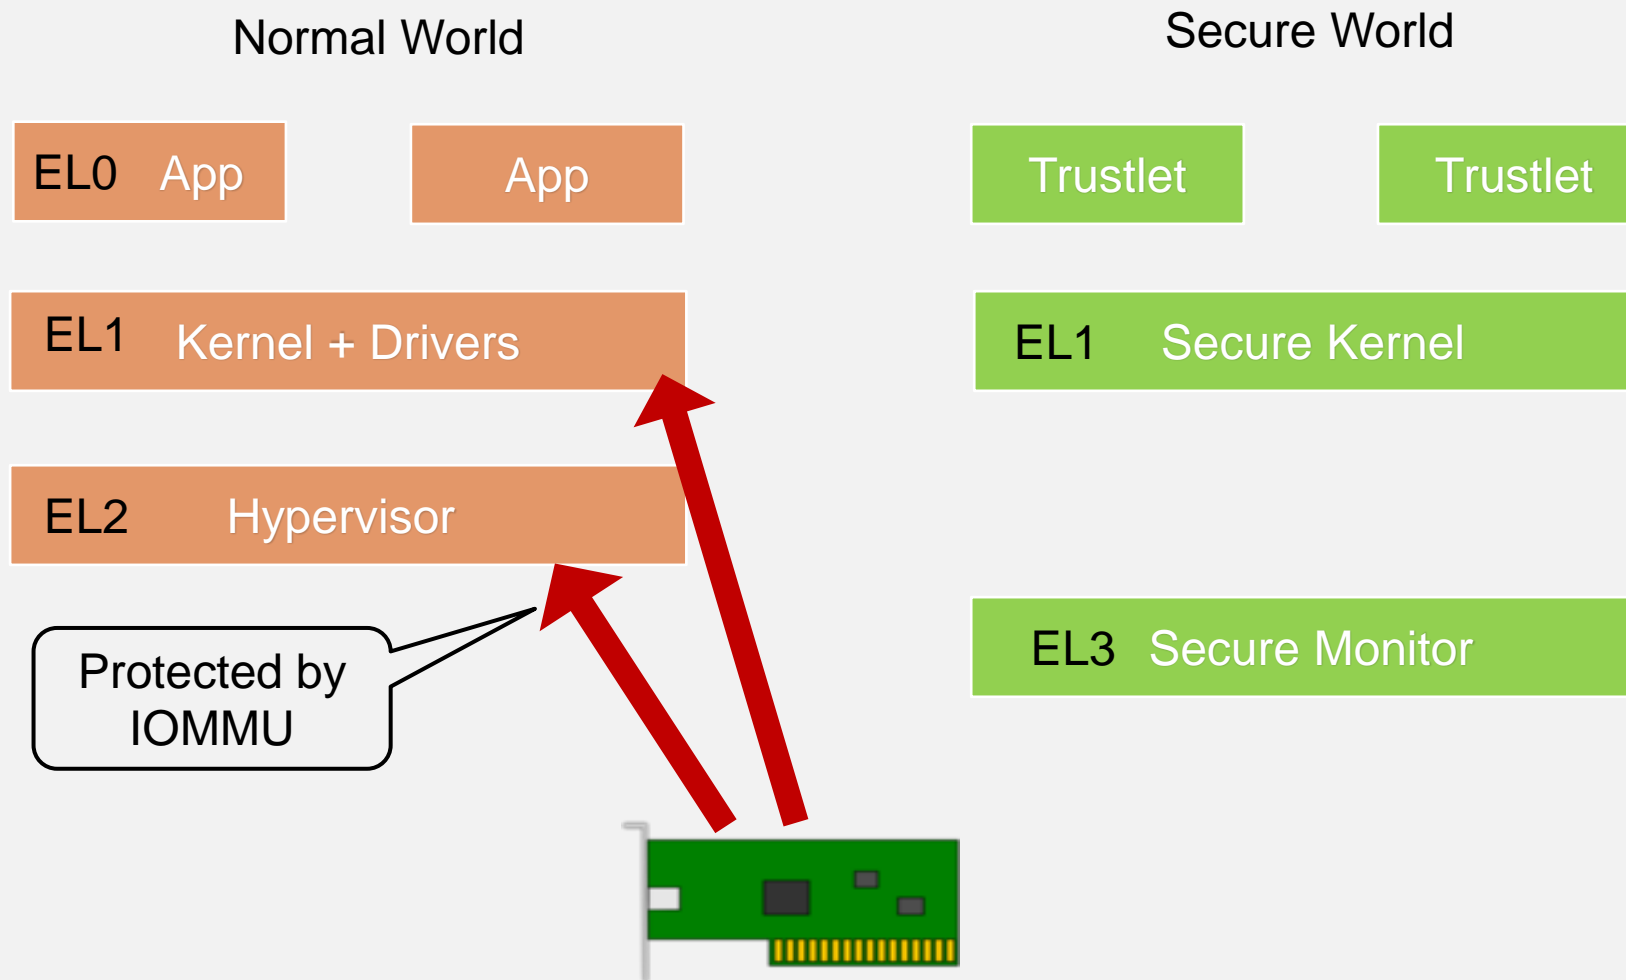 Normal World
Secure World
EL0 App
App
Trustlet
Trustlet
EL1 Kernel + Drivers
EL1 Secure Kernel
EL2 Hypervisor
Protected by
IOMMU
EL3 Secure Monitor